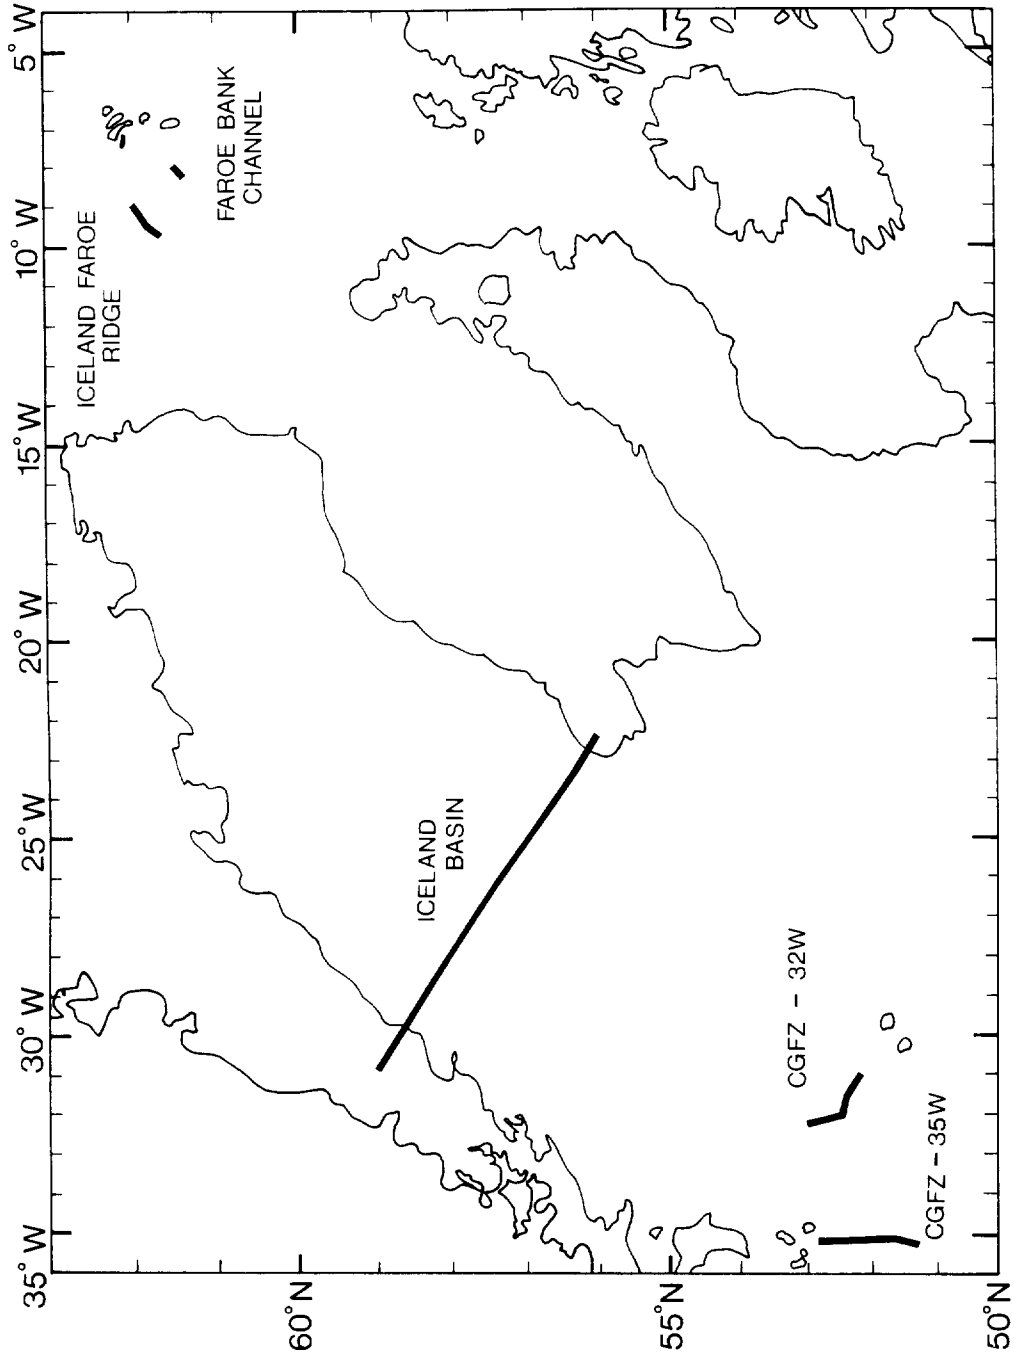 35° W
30° W
25° W
20° W
15° W
10° W
5° W
ICELAND FAROE
RIDGE
FAROE BANK
CHANNEL
ICELAND
BASIN
CGFZ - 32W
CGFZ - 35W
60°N
55°N
50°N